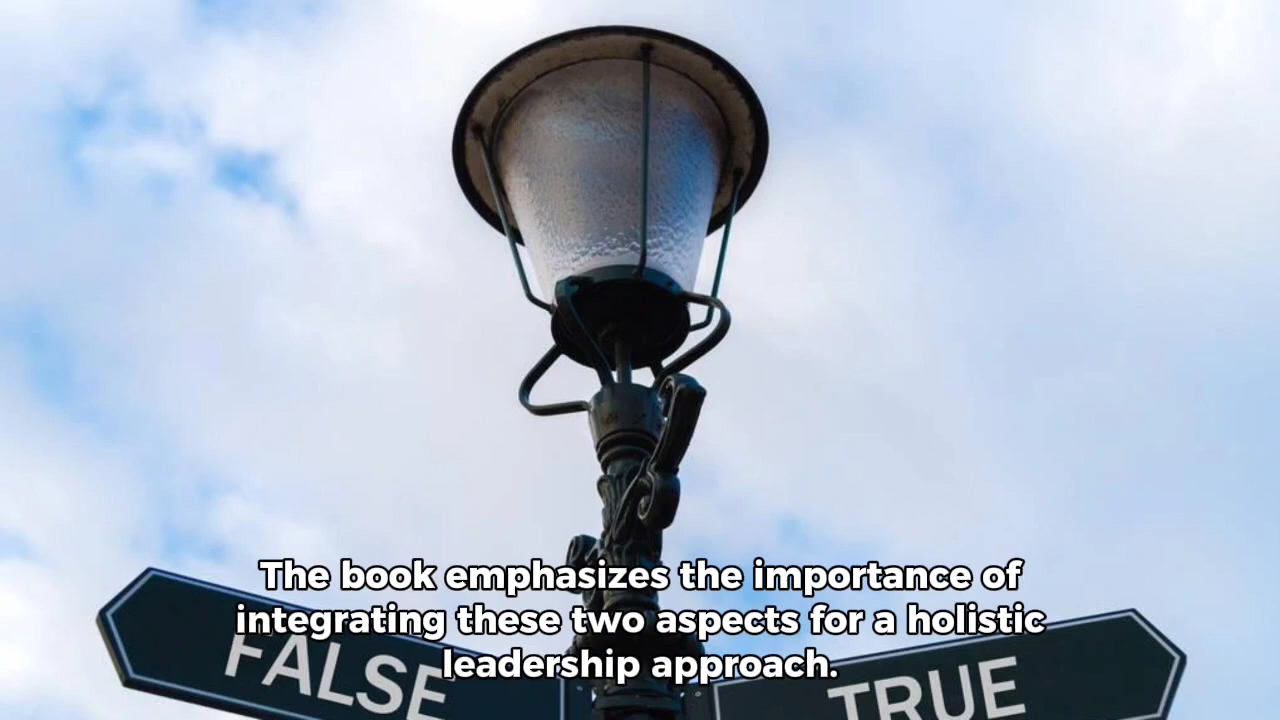 The book emphasizes the importance of
integrating these two aspects for a holistic
leadership approach.
FALSE
TRUE